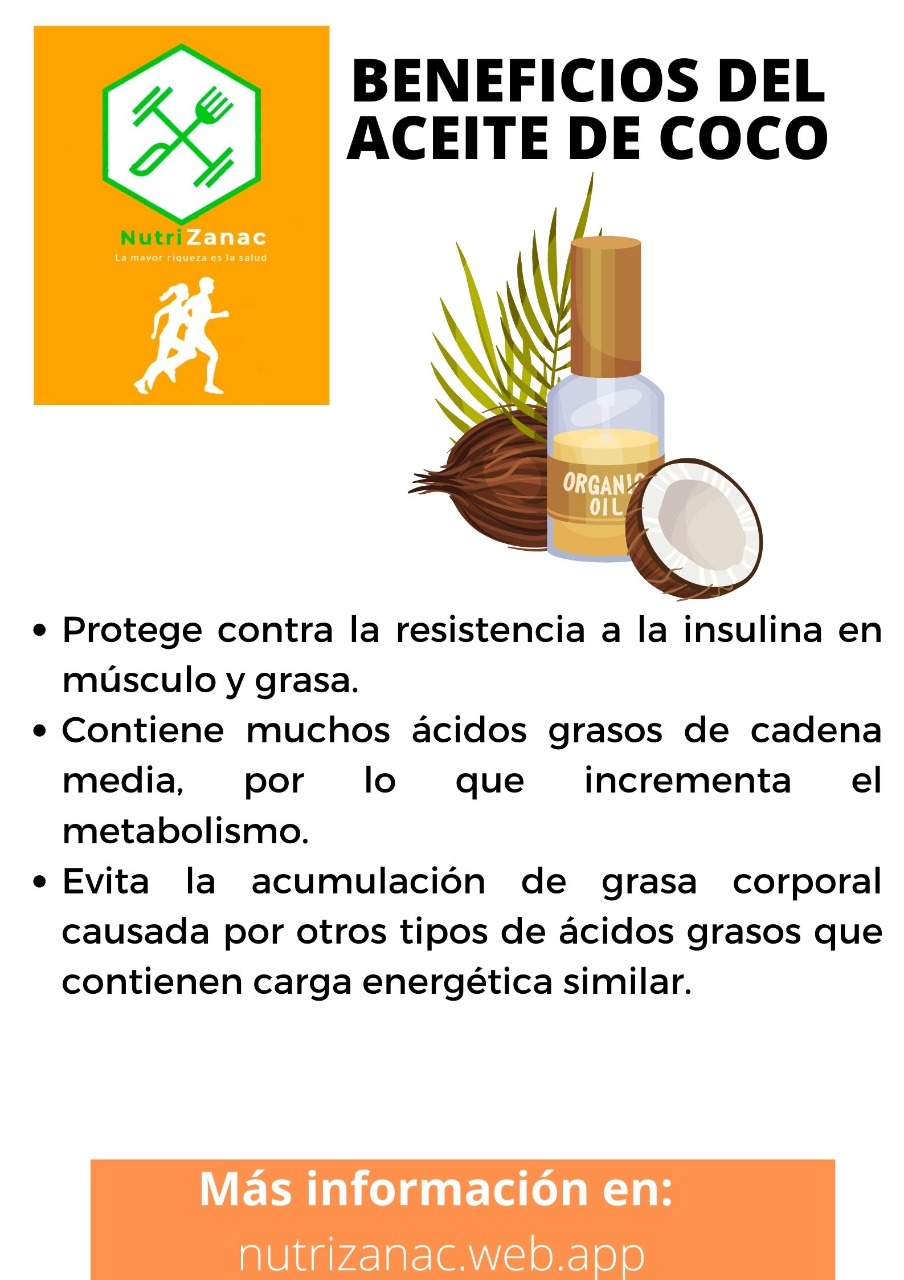 BENEFICIOS DEL
ACEITE DE COCO
NutriZanac
La mayor riqueza es la salud
ORGANIC
OIL
• Protege contra la resistencia a la insulina en
músculo y grasa.
• Contiene muchos ácidos grasos de cadena
media, por lo que incrementa el
metabolismo.
• Evita la acumulación de grasa corporal
causada por otros tipos de ácidos grasos que
contienen carga energética similar.
Más información en:
nutrizanac.web.app